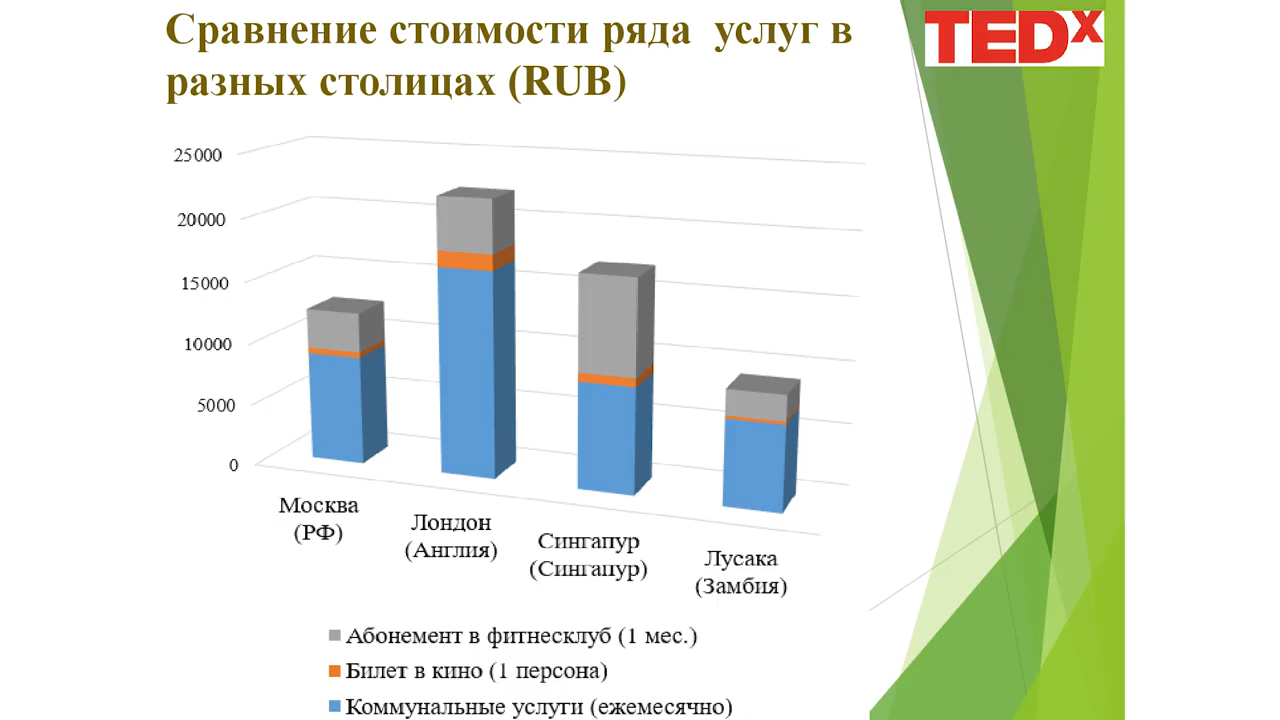 Сравнение стоимости ряда услуг в
разных столицах (RUB)
TEDx
25000
20000
15000
10000
5000
0
Москва
(РФ)
Лондон
(Англия)
Сингапур
(Сингапур)
Лусака
(Замбия)
Абонемент в фитнесклуб (1 мес.)
Билет в кино (1 персона)
Коммунальные услуги (ежемесячно)